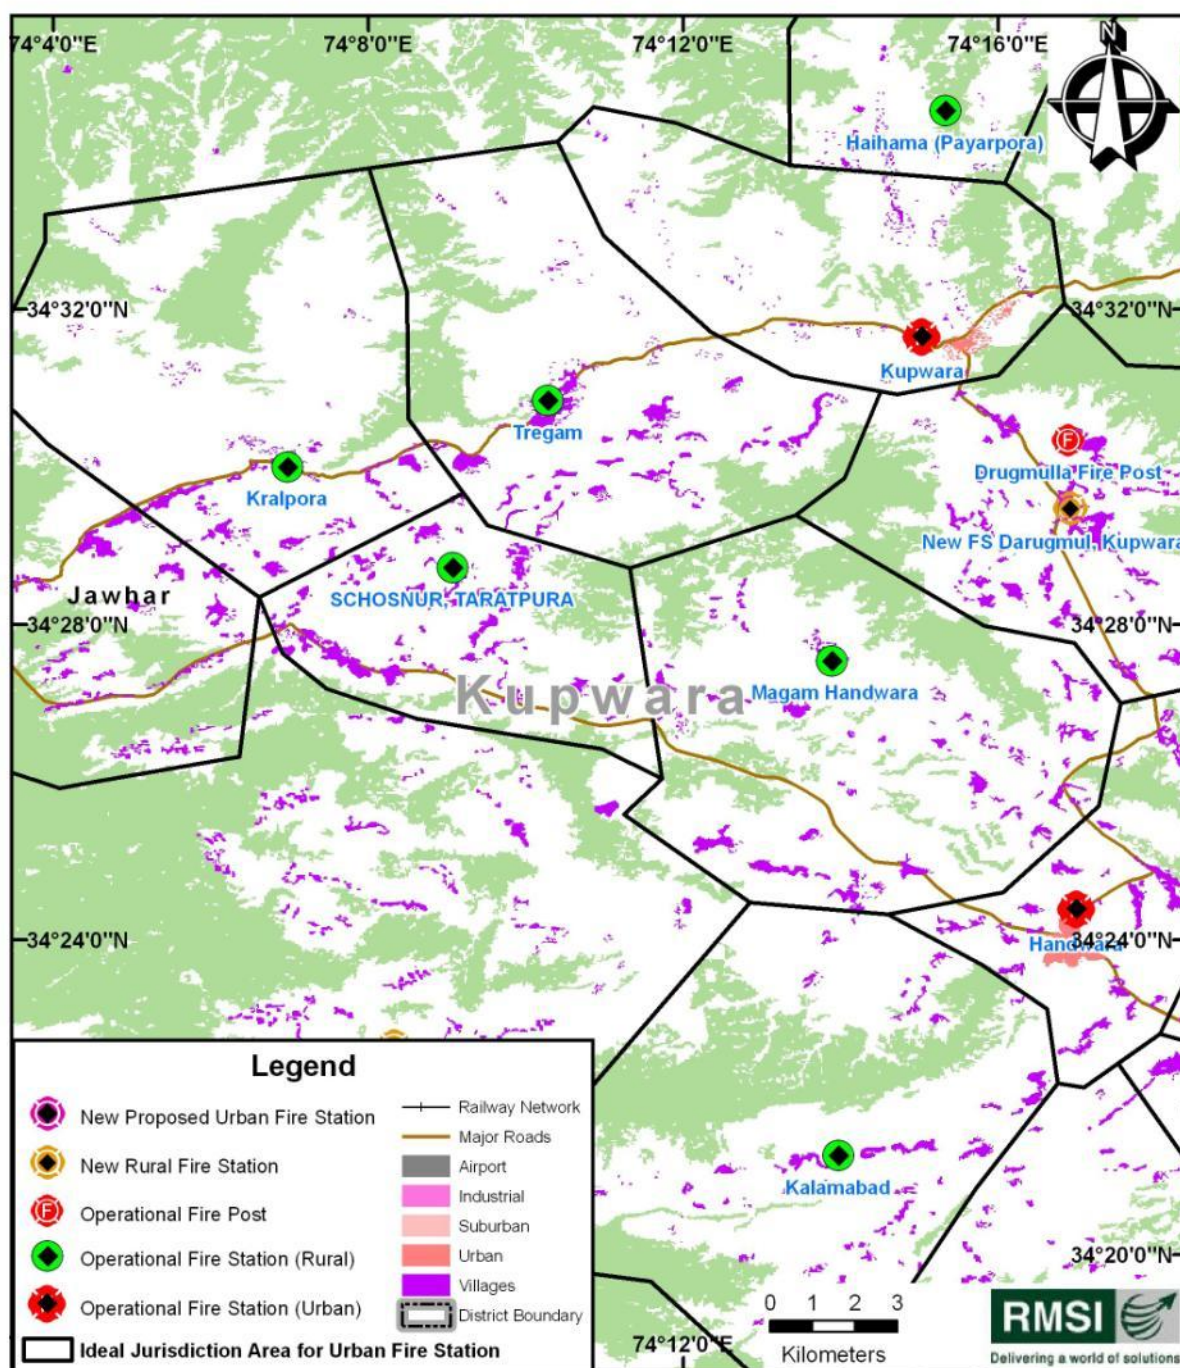 74°4'0"E
74°8'0"E
74°12'0"E
74°16'0"E
N
Haihama (Payarpora)
34°32'0"N
34°32'0"N
Kupwara
Tregam
F
Drugmulla Fire Post
Kralpora
New FS Darugmul, Kupwara
Jawhar
SCHOSNUR, TARATPURA
34°28'0"N
34°28'0"N
Kupwara
Magam Handwara
34°24'0"N
Handwara
34°24'0"N
Kalamabad
34°20'0"N
Legend
New Proposed Urban Fire Station
New Rural Fire Station
F
Operational Fire Post
Operational Fire Station (Rural)
Operational Fire Station (Urban)
Ideal Jurisdiction Area for Urban Fire Station
Railway Network
Major Roads
Airport
Industrial
Suburban
Urban
Villages
District Boundary
0 1 2 3
Kilometers
74°12'0"E
RMSI
Delivering a world of solutions